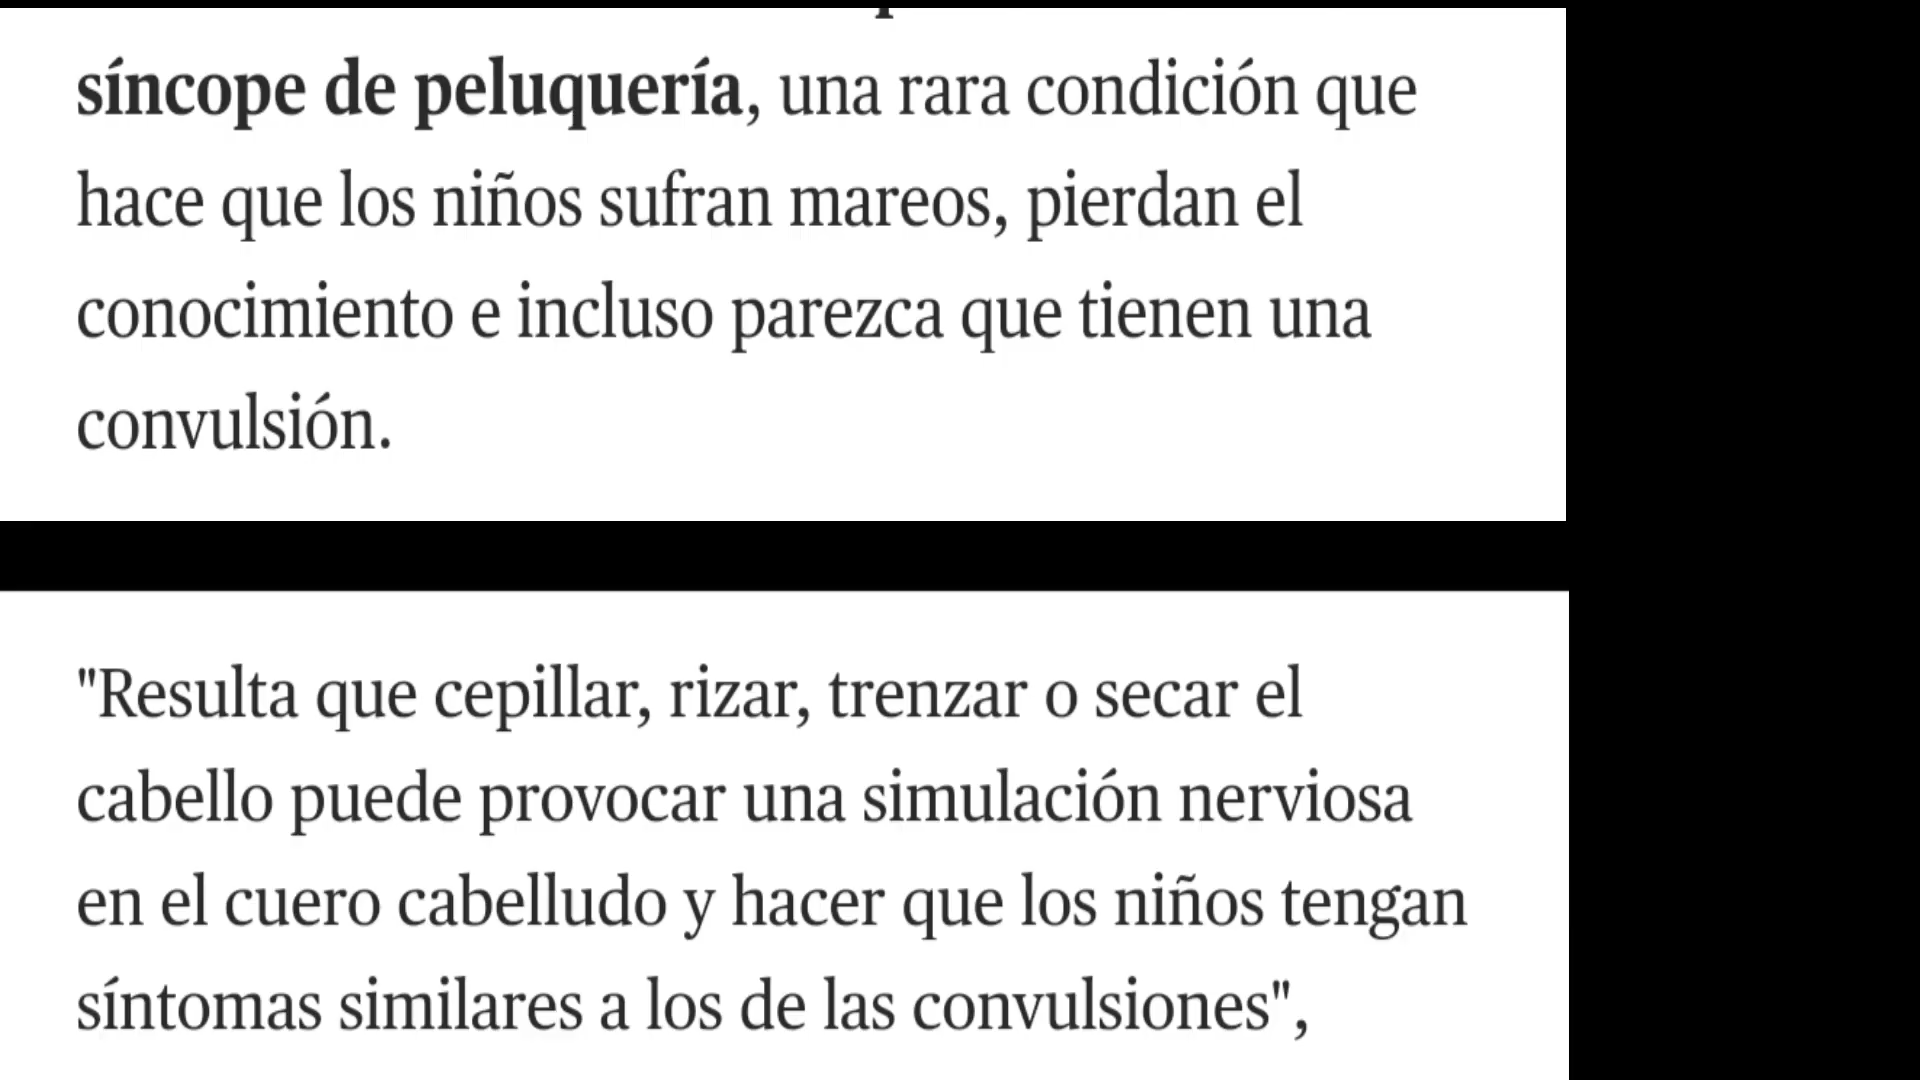 síncope de peluquería, una rara condición que
hace que los niños sufran mareos, pierdan el
conocimiento e incluso parezca que tienen una
convulsión.
"Resulta que cepillar, rizar, trenzar o secar el
cabello puede provocar una simulación nerviosa
en el cuero cabelludo y hacer que los niños tengan
síntomas similares a los de las convulsiones",